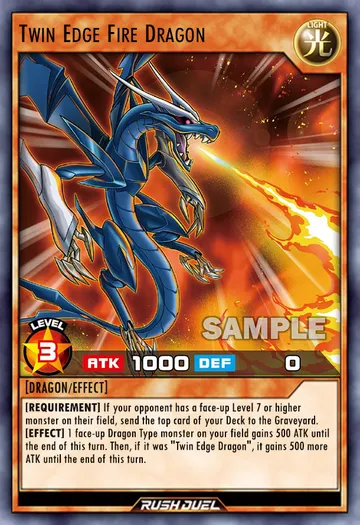 Twin Edge Fire Dragon
LIGHT
光
SAMPLE
LEVEL
3
ATK 1000 DEF 0
[DRAGON/EFFECT]
[REQUIREMENT] If your opponent has a face-up Level 7 or higher
monster on their field, send the top card of your Deck to the Graveyard.
[EFFECT] 1 face-up Dragon Type monster on your field gains 500 ATK until
the end of this turn. Then, if it was "Twin Edge Dragon", it gains 500 more
ATK until the end of this turn.
RUSH DUEL